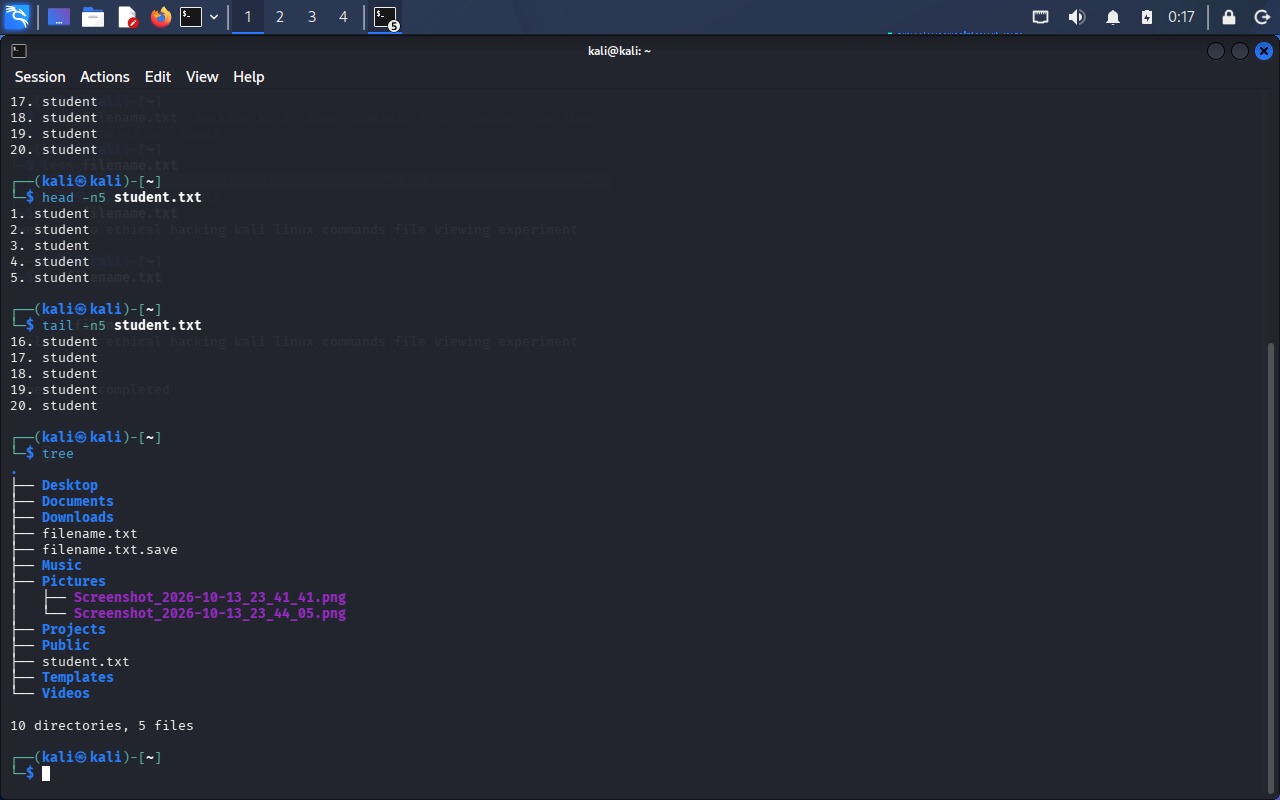 1 2 3 4 5 0:17
kali@kali: ~
Session Actions Edit View Help
17. student
18. student
19. student
20. student
┌──(kali㉿kali)-[~]
└─$ head -n5 student.txt
1. student
2. student
3. student
4. student
5. student
┌──(kali㉿kali)-[~]
└─$ tail -n5 student.txt
16. student
17. student
18. student
19. student
20. student
┌──(kali㉿kali)-[~]
└─$ tree
.
├── Desktop
├── Documents
├── Downloads
├── filename.txt
├── filename.txt.save
├── Music
├── Pictures
│   ├── Screenshot_2026-10-13_23_41_41.png
│   └── Screenshot_2026-10-13_23_44_05.png
├── Projects
├── Public
├── student.txt
├── Templates
└── Videos
10 directories, 5 files
┌──(kali㉿kali)-[~]
└─$